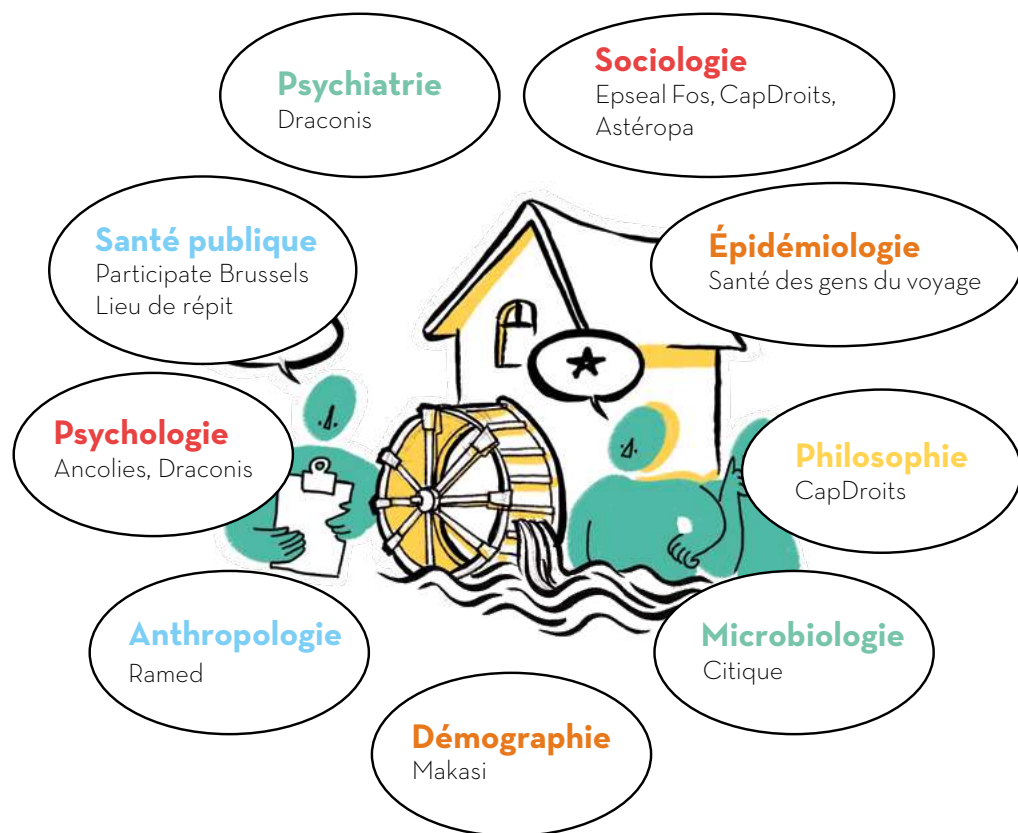 Psychiatrie
Draconis
Sociologie
Epseal Fos, CapDroits,
Astéropa
Santé publique
Participate Brussels
Lieu de répit
Épidémiologie
Santé des gens du voyage
Psychologie
Ancolies, Draconis
Philosophie
CapDroits
Anthropologie
Ramed
Microbiologie
Citique
Démographie
Makasi